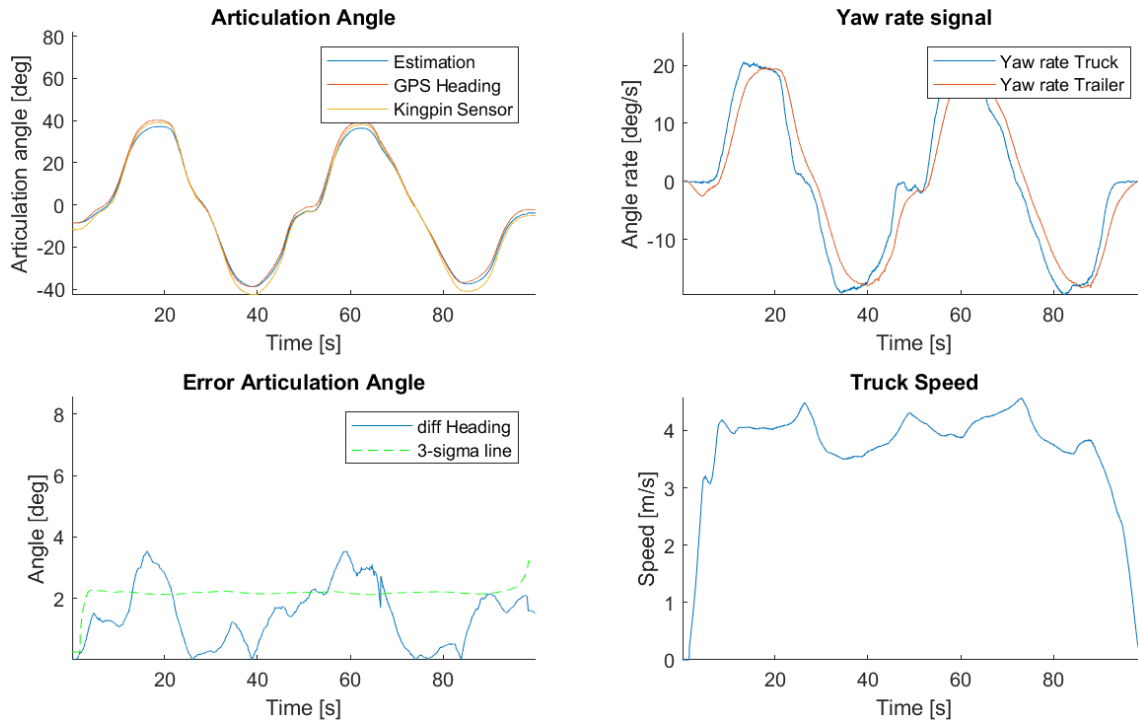 Articulation Angle
80
60
40
20
0
-20
-40
Articulation angle [deg]
Estimation
GPS Heading
Kingpin Sensor
20
40
60
80
Time [s]
Yaw rate signal
20
10
0
-10
Angle rate [deg/s]
Yaw rate Truck
Yaw rate Trailer
20
40
60
80
Time [s]
Error Articulation Angle
8
6
4
2
Angle [deg]
diff Heading
3-sigma line
20
40
60
80
Time [s]
Truck Speed
4
3
2
1
0
Speed [m/s]
20
40
60
80
Time [s]